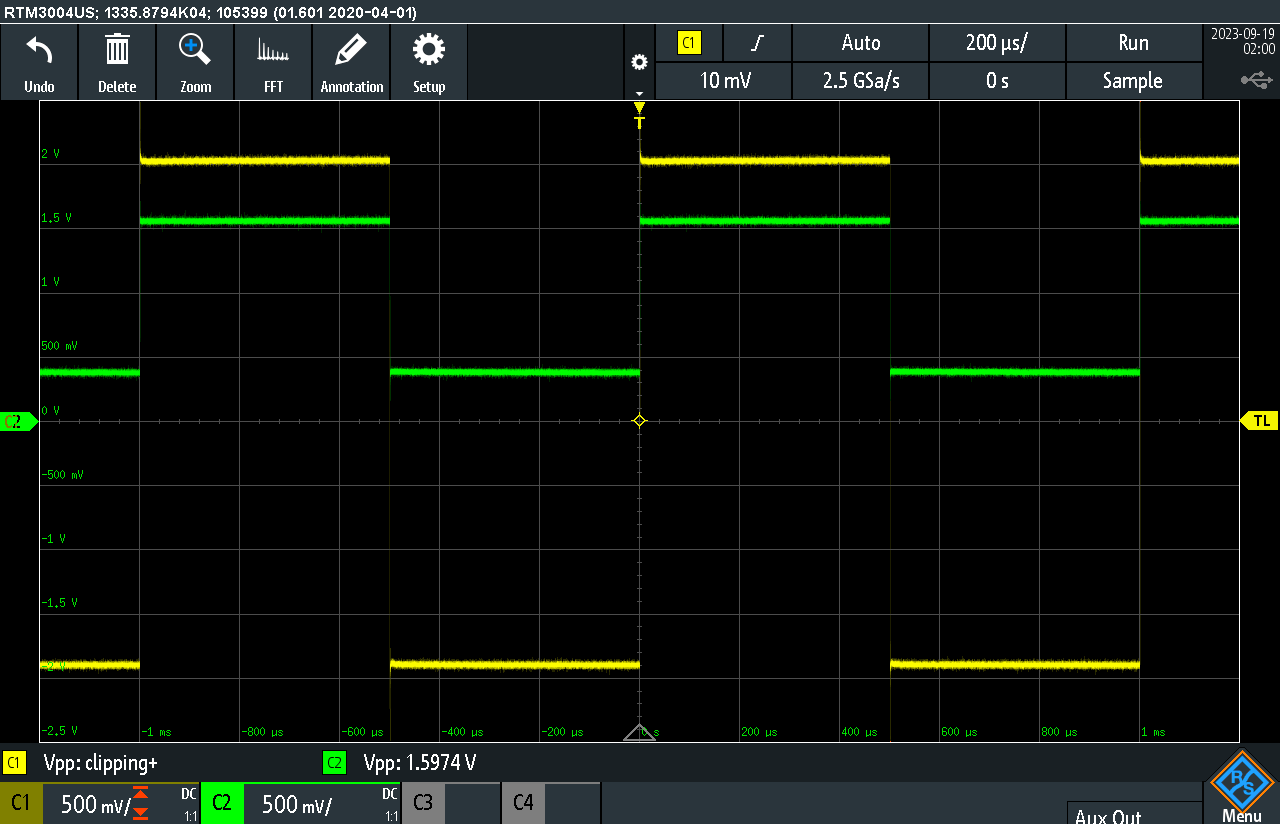 RTM3004US; 1335.8794K04; 105399 (01.601 2020-04-01)
Undo Delete Zoom FFT Annotation Setup
C1 Auto 200 µs/ Run
10 mV 2.5 GSa/s 0 s Sample
2023-09-19
02:00
T
2 V
1.5 V
1 V
500 mV
0 V
C2
TL
-500 mV
-1 V
-1.5 V
-2 V
-2.5 V
-1 ms -800 µs -600 µs -400 µs -200 µs 0 s 200 µs 400 µs 600 µs 800 µs 1 ms
C1 Vpp: clipping+ C2 Vpp: 1.5974 V
C1 500 mV/ DC 1:1 C2 500 mV/ DC 1:1 C3 C4
Aux Out
R S
Menu